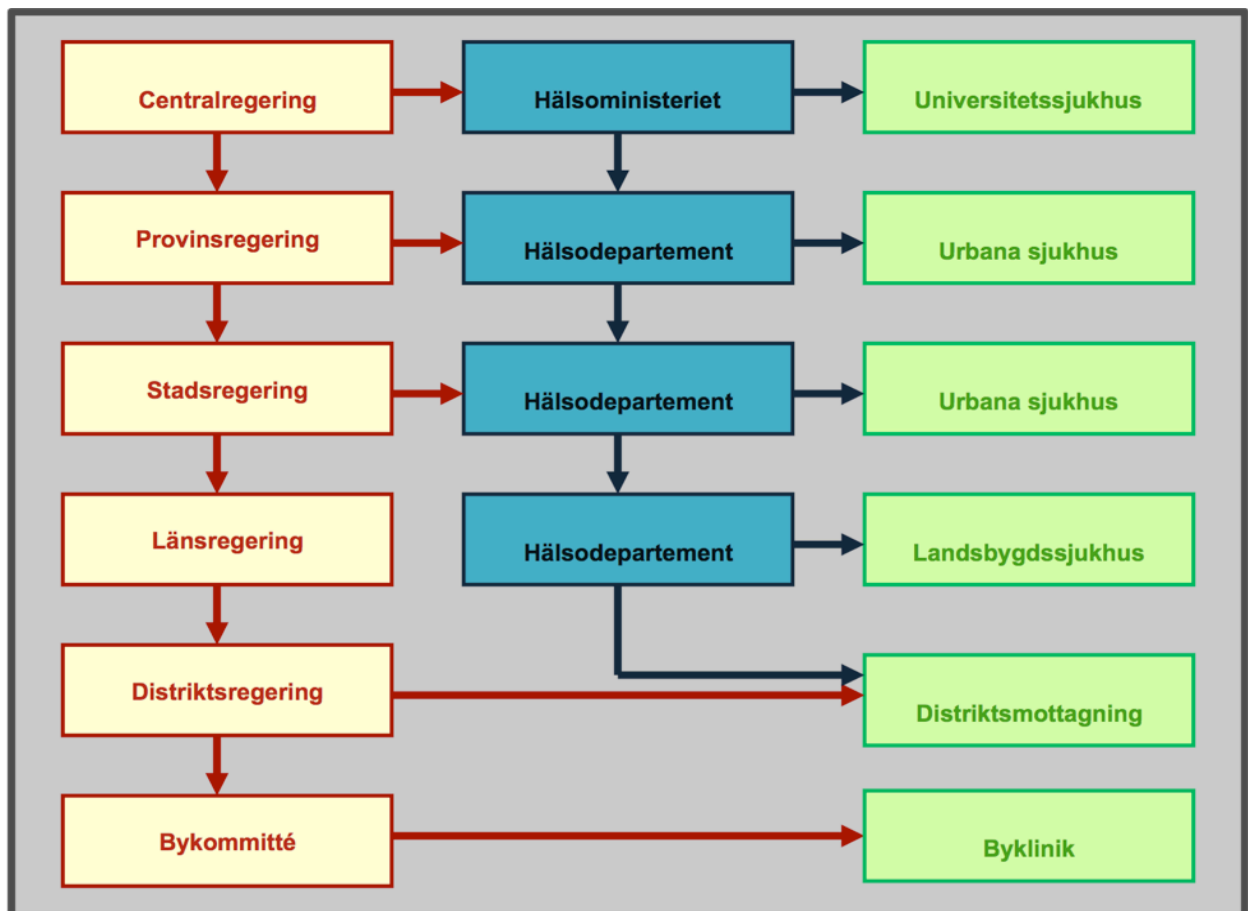 Centralregering
Hälsoministeriet
Universitetssjukhus
Provinsregering
Hälsodepartement
Urbana sjukhus
Stadsregering
Hälsodepartement
Urbana sjukhus
Länsregering
Hälsodepartement
Landsbygdssjukhus
Distriktsregering
Distriktsmottagning
Bykommitté
Byklinik